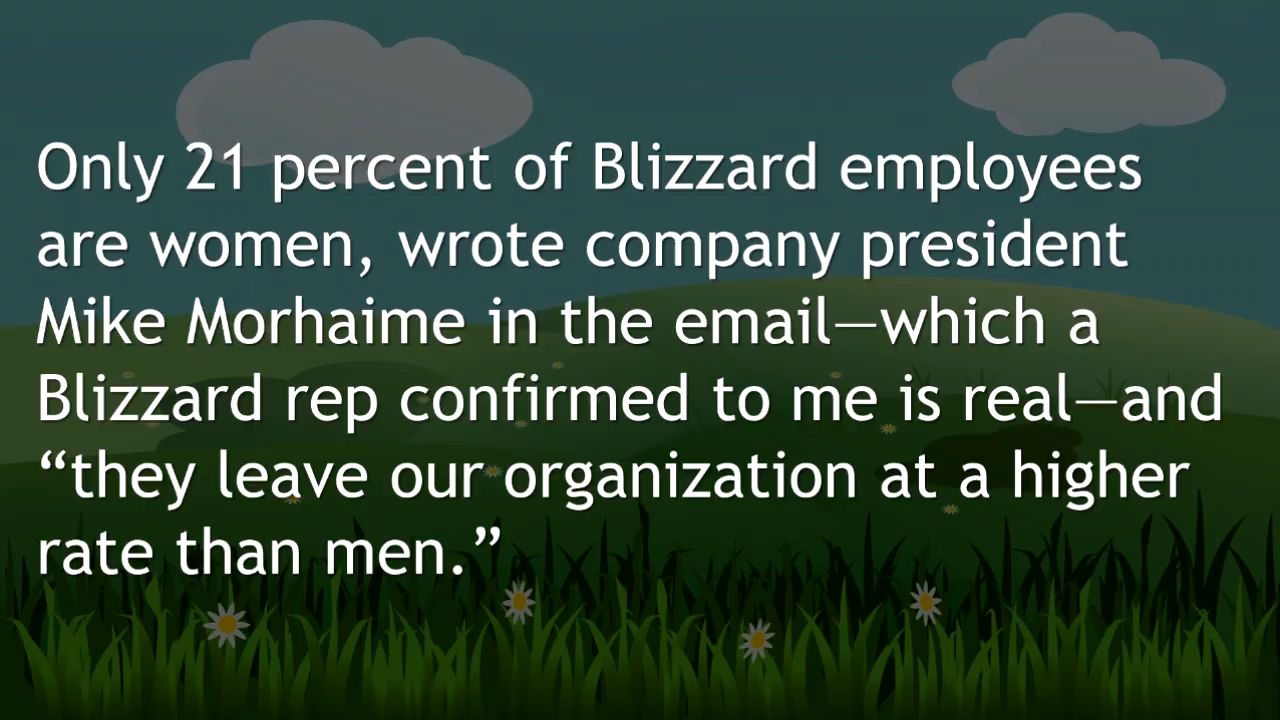 Only 21 percent of Blizzard employees
are women, wrote company president
Mike Morhaime in the email—which a
Blizzard rep confirmed to me is real—and
“they leave our organization at a higher
rate than men.”